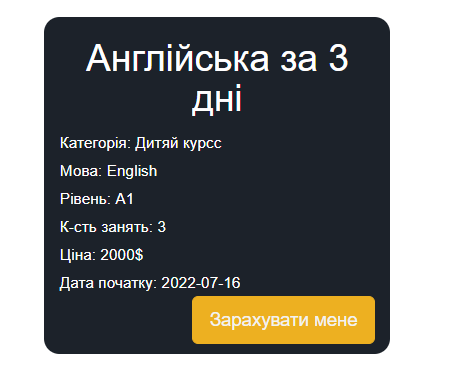 Англійська за 3
дні
Категорія: Дитяй курсс
Мова: English
Рівень: A1
К-сть занять: 3
Ціна: 2000$
Дата початку: 2022-07-16
Зарахувати мене